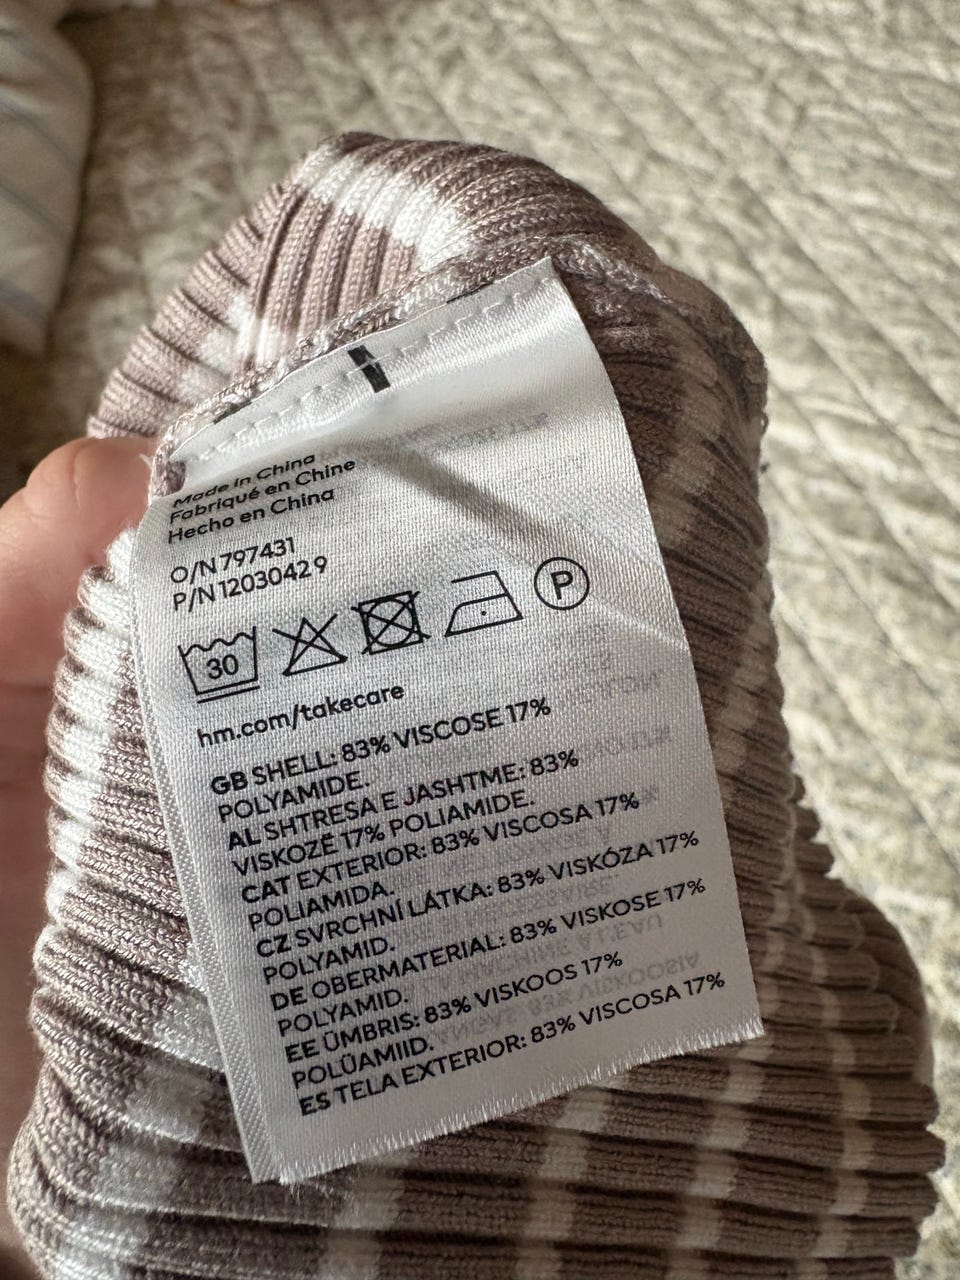 Made in China
Fabriqué en Chine
Hecho en China
O/N 797431
P/N 1203042 9
30
P
hm.com/takecare
GB SHELL: 83% VISCOSE 17%
POLYAMIDE.
AL SHTRESA E JASHTME: 83%
VISKOZË 17% POLIAMIDE.
CAT EXTERIOR: 83% VISCOSA 17%
POLIAMIDA.
CZ SVRCHNÍ LÁTKA: 83% VISKÓZA 17%
POLYAMID.
DE OBERMATERIAL: 83% VISKOSE 17%
POLYAMID.
EE ÜMBRIS: 83% VISKOOS 17%
POLÜAMIID.
ES TELA EXTERIOR: 83% VISCOSA 17%